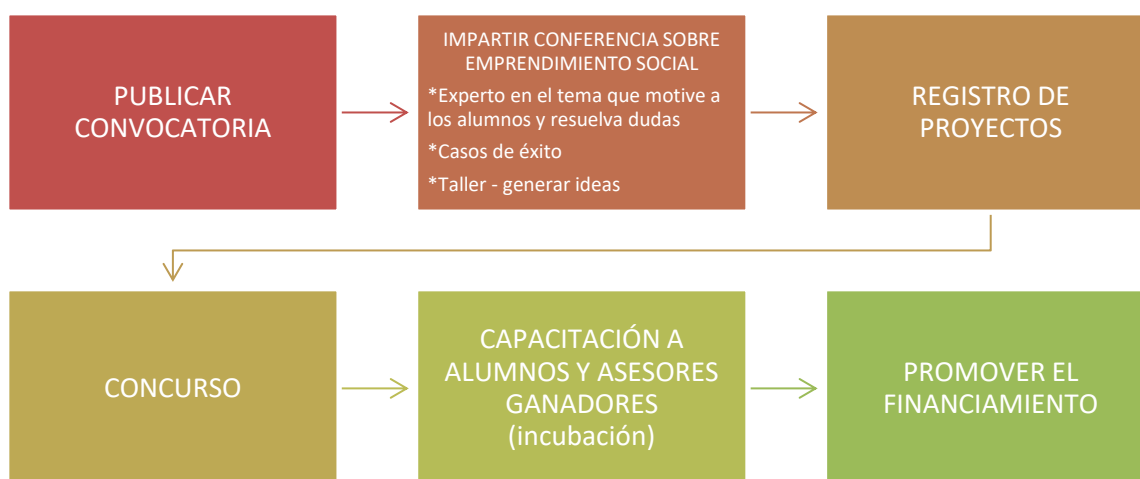 PUBLICAR
CONVOCATORIA
IMPARTIR CONFERENCIA SOBRE
EMPRENDIMIENTO SOCIAL
*Experto en el tema que motive a
los alumnos y resuelva dudas
*Casos de éxito
*Taller - generar ideas
REGISTRO DE
PROYECTOS
CONCURSO
CAPACITACIÓN A
ALUMNOS Y ASESORES
GANADORES
(incubación)
PROMOVER EL
FINANCIAMIENTO